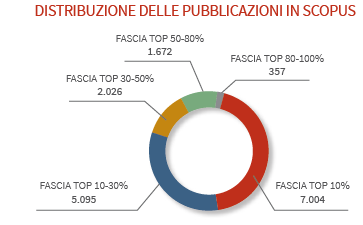 DISTRIBUZIONE DELLE PUBBLICAZIONI IN SCOPUS
FASCIA TOP 50-80%
1.672
FASCIA TOP 80-100%
357
FASCIA TOP 30-50%
2.026
FASCIA TOP 10-30%
5.095
FASCIA TOP 10%
7.004